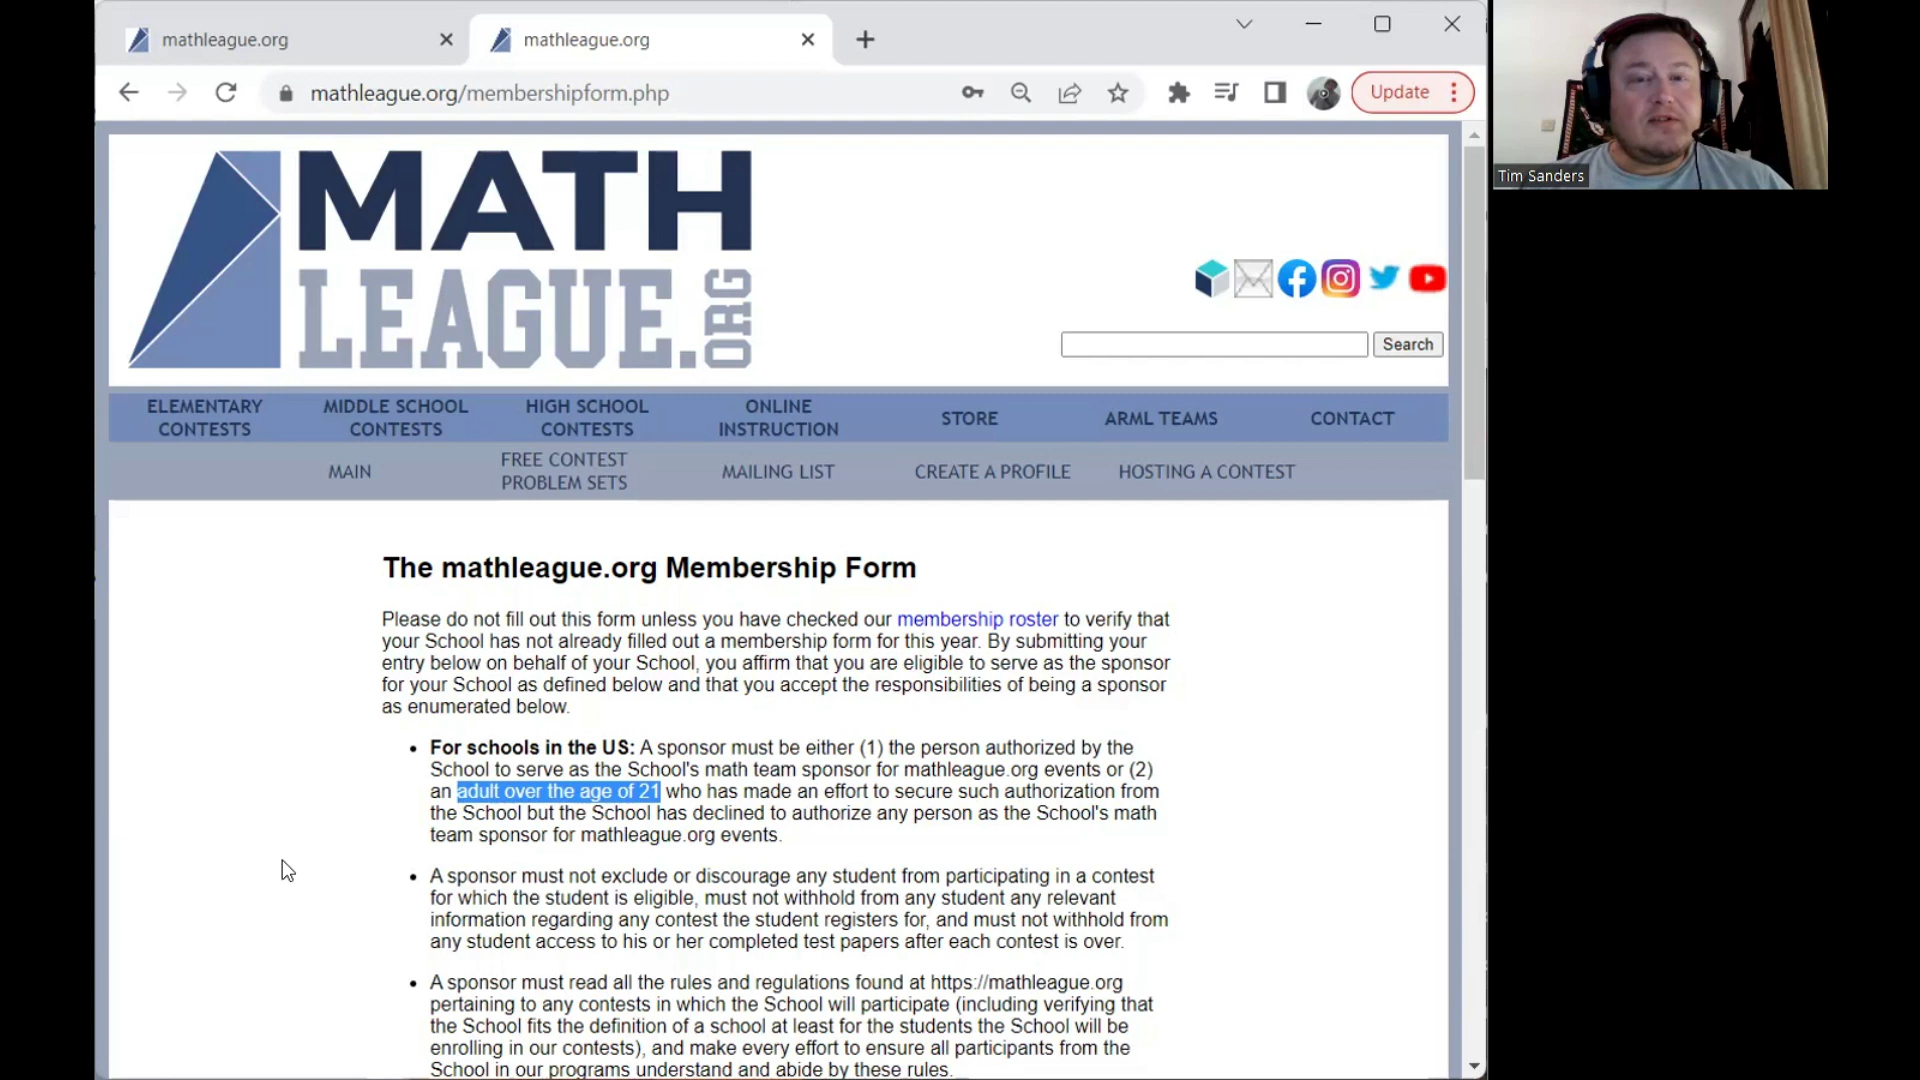 mathleague.org
mathleague.org
mathleague.org/membershipform.php
Update
Tim Sanders
MATH
LEAGUE.ORG
Search
ELEMENTARY CONTESTS
MIDDLE SCHOOL CONTESTS
HIGH SCHOOL CONTESTS
ONLINE INSTRUCTION
STORE
ARML TEAMS
CONTACT
MAIN
FREE CONTEST PROBLEM SETS
MAILING LIST
CREATE A PROFILE
HOSTING A CONTEST
The mathleague.org Membership Form
Please do not fill out this form unless you have checked our membership roster to verify that
your School has not already filled out a membership form for this year. By submitting your
entry below on behalf of your School, you affirm that you are eligible to serve as the sponsor
for your School as defined below and that you accept the responsibilities of being a sponsor
as enumerated below.
• For schools in the US: A sponsor must be either (1) the person authorized by the
School to serve as the School's math team sponsor for mathleague.org events or (2)
an adult over the age of 21 who has made an effort to secure such authorization from
the School but the School has declined to authorize any person as the School's math
team sponsor for mathleague.org events.
• A sponsor must not exclude or discourage any student from participating in a contest
for which the student is eligible, must not withhold from any student any relevant
information regarding any contest the student registers for, and must not withhold from
any student access to his or her completed test papers after each contest is over.
• A sponsor must read all the rules and regulations found at https://mathleague.org
pertaining to any contests in which the School will participate (including verifying that
the School fits the definition of a school at least for the students the School will be
enrolling in our contests), and make every effort to ensure all participants from the
School in our programs understand and abide by these rules.